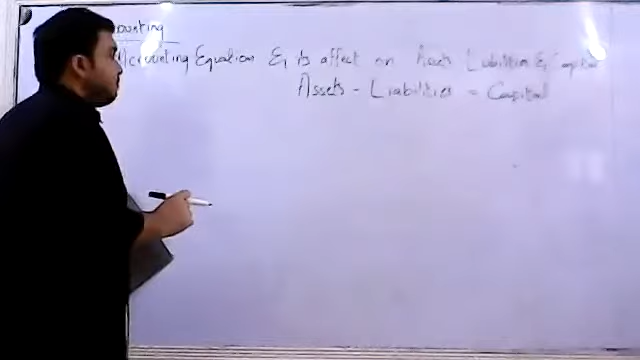 ounting
Accounting Equation & its affect on Assets Liabilities & Capital
Assets - Liabilities = Capital